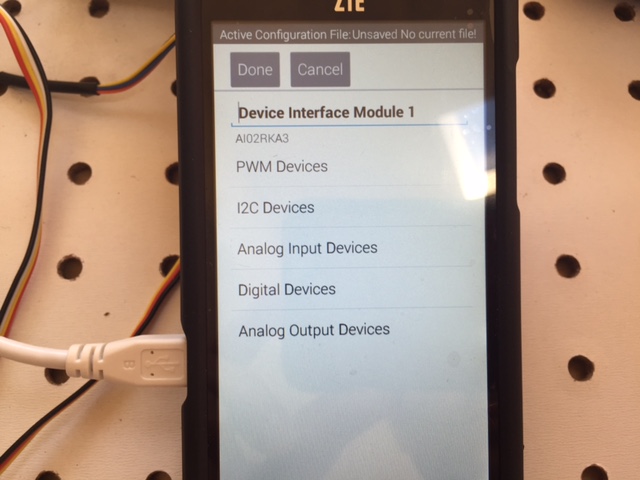 ZTE
Active Configuration File:Unsaved No current file!
Done Cancel
Device Interface Module 1
AI02RKA3
PWM Devices
I2C Devices
Analog Input Devices
Digital Devices
Analog Output Devices
B